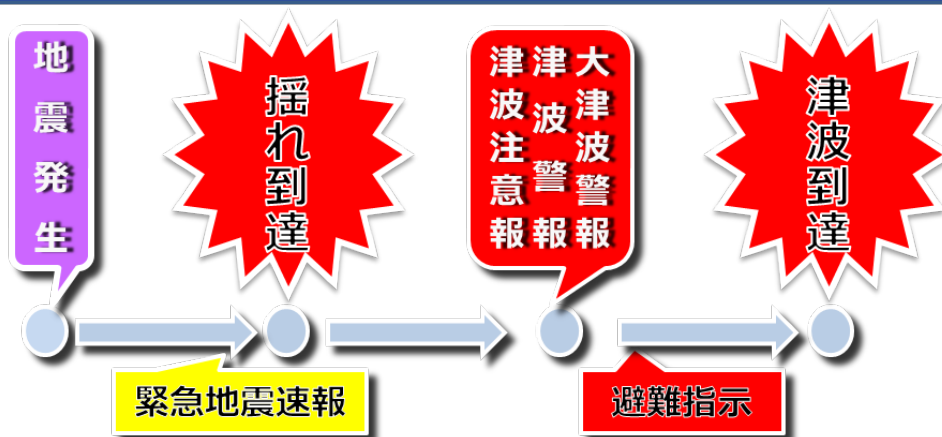 地震発生
揺れ到達
大津波警報
津波警報
津波注意報
津波到達
緊急地震速報
避難指示